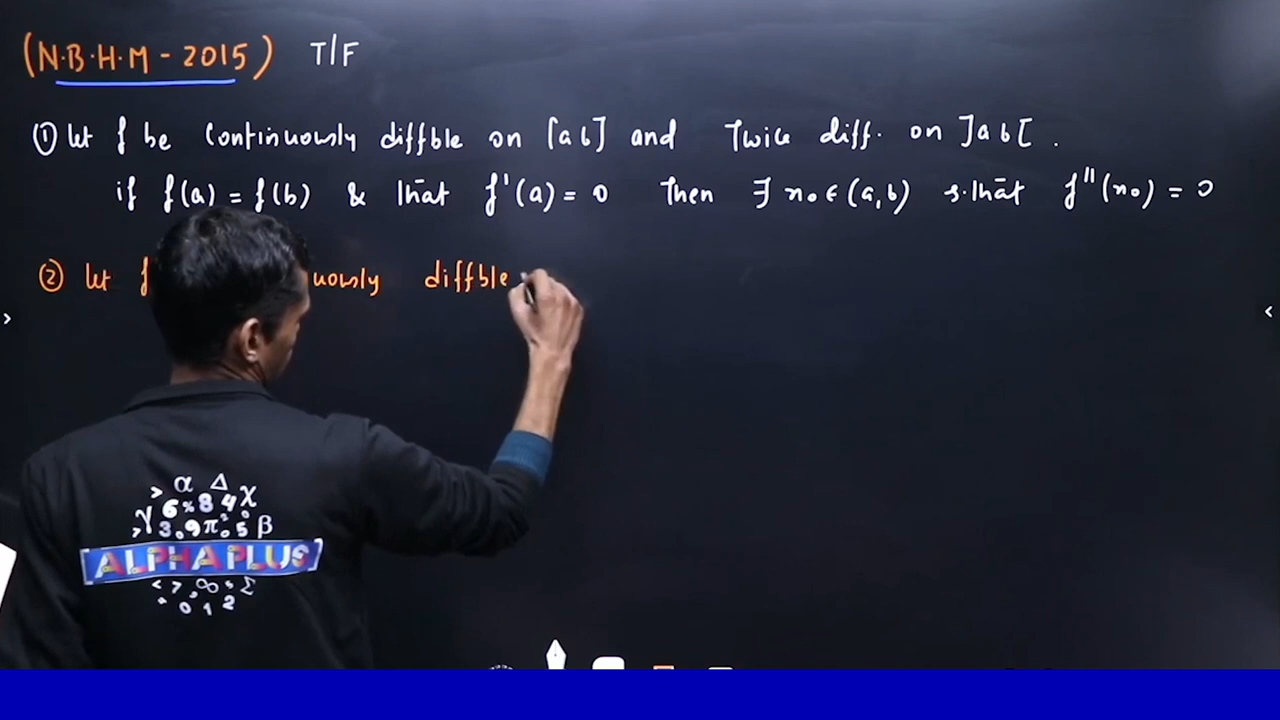 (N.B.H.M - 2015) T/F
① let f be continuously diffble on [a b] and Twice diff. on ]a b[ .
if f(a) = f(b) & that f'(a) = 0 Then ∃ x₀ ∈ (a, b) s.that f''(x₀) = 0
② let f uously diffble
α Δ
> 6 % 8 4 X
γ 3.9 π 5 β
ALPHA PLUS
< 7 , ∞ Σ
0 1 2